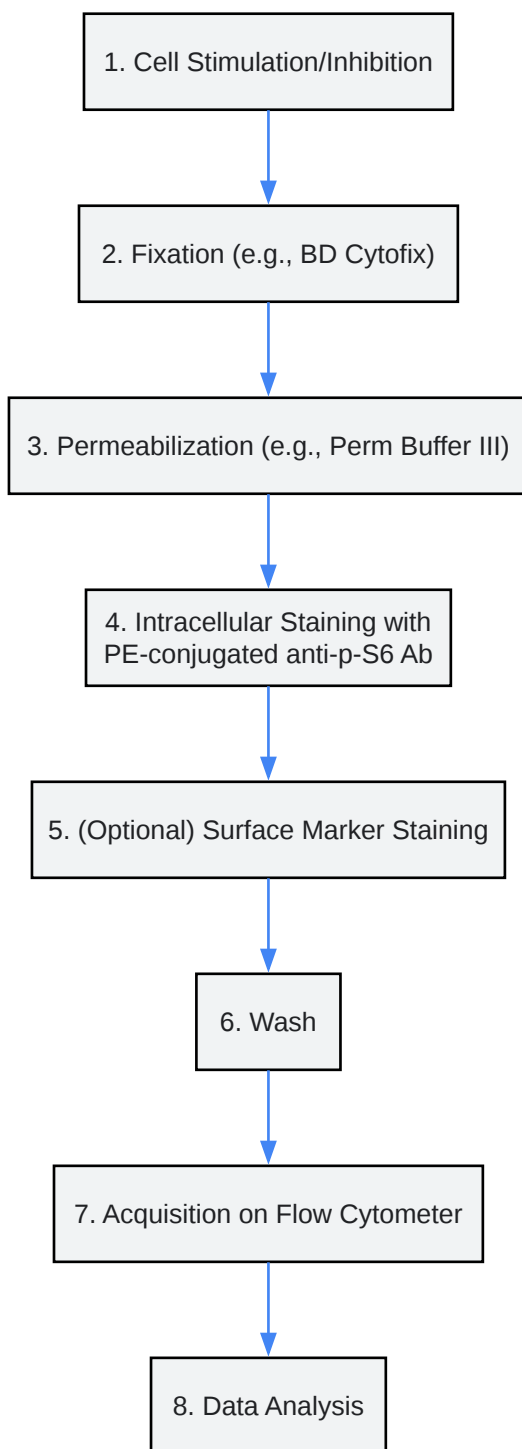 1. Cell Stimulation/Inhibition
2. Fixation (e.g., BD Cytofix)
3. Permeabilization (e.g., Perm Buffer III)
4. Intracellular Staining with
PE-conjugated anti-p-S6 Ab
5. (Optional) Surface Marker Staining
6. Wash
7. Acquisition on Flow Cytometer
8. Data Analysis